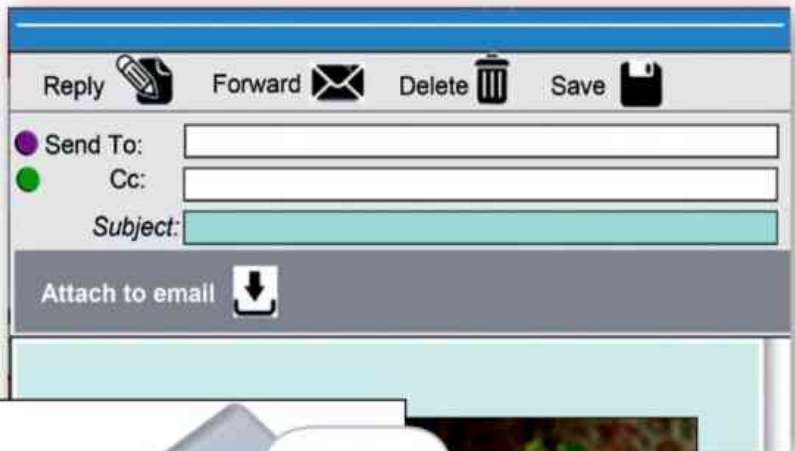 Reply Forward Delete Save
Send To:
Cc:
Subject:
Attach to email